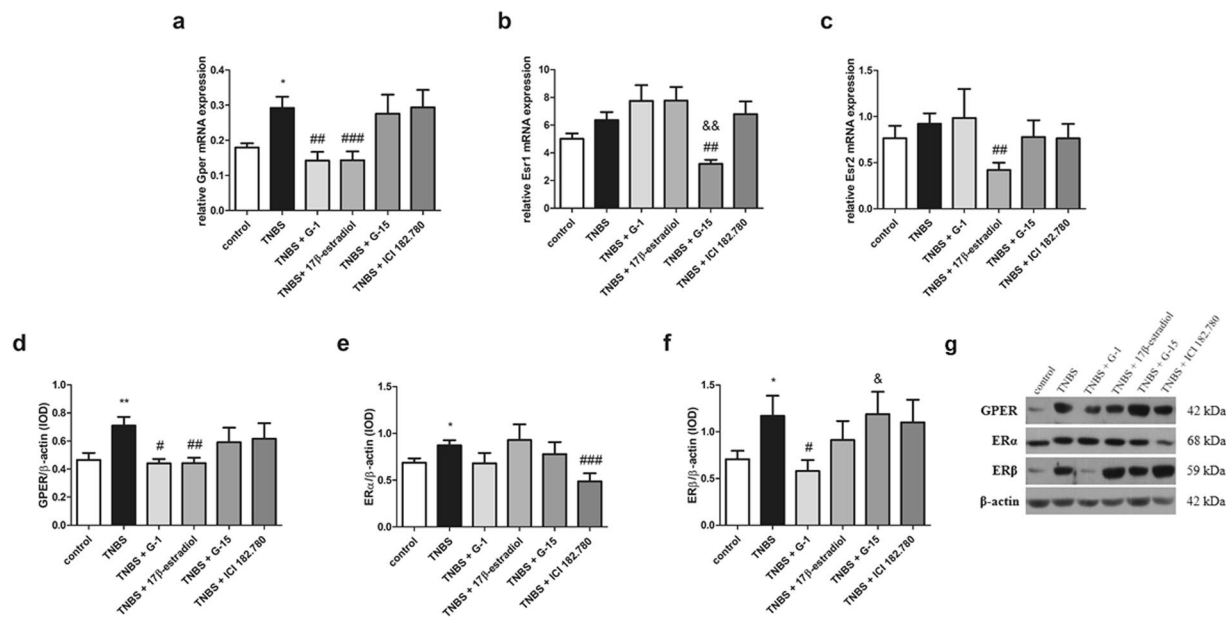 a
relative Gper mRNA expression
0.4
0.3
0.2
0.1
0.0
*
##
###
control
TNBS
TNBS + G-1
TNBS+ 17β-estradiol
TNBS + G-15
TNBS + ICI 182.780
b
relative Esr1 mRNA expression
10
8
6
4
2
0
&&
##
control
TNBS
TNBS + G-1
TNBS + 17β-estradiol
TNBS + G-15
TNBS + ICI 182.780
c
relative Esr2 mRNA expression
1.5
1.0
0.5
0.0
##
control
TNBS
TNBS + G-1
TNBS + 17β-estradiol
TNBS + G-15
TNBS + ICI 182.780
d
GPER/β-actin (IOD)
1.0
0.8
0.6
0.4
0.2
0.0
**
#
##
control
TNBS
TNBS + G-1
TNBS + 17β-estradiol
TNBS + G-15
TNBS + ICI 182.780
e
ERα/β-actin (IOD)
1.5
1.0
0.5
0.0
*
###
control
TNBS
TNBS + G-1
TNBS + 17β-estradiol
TNBS + G-15
TNBS + ICI 182.780
f
ERβ/β-actin (IOD)
1.5
1.0
0.5
0.0
*
#
&
control
TNBS
TNBS + G-1
TNBS + 17β-estradiol
TNBS + G-15
TNBS + ICI 182.780
g
control
TNBS
TNBS + G-1
TNBS + 17β-estradiol
TNBS + G-15
TNBS + ICI 182.780
GPER 42 kDa
ERα 68 kDa
ERβ 59 kDa
β-actin 42 kDa